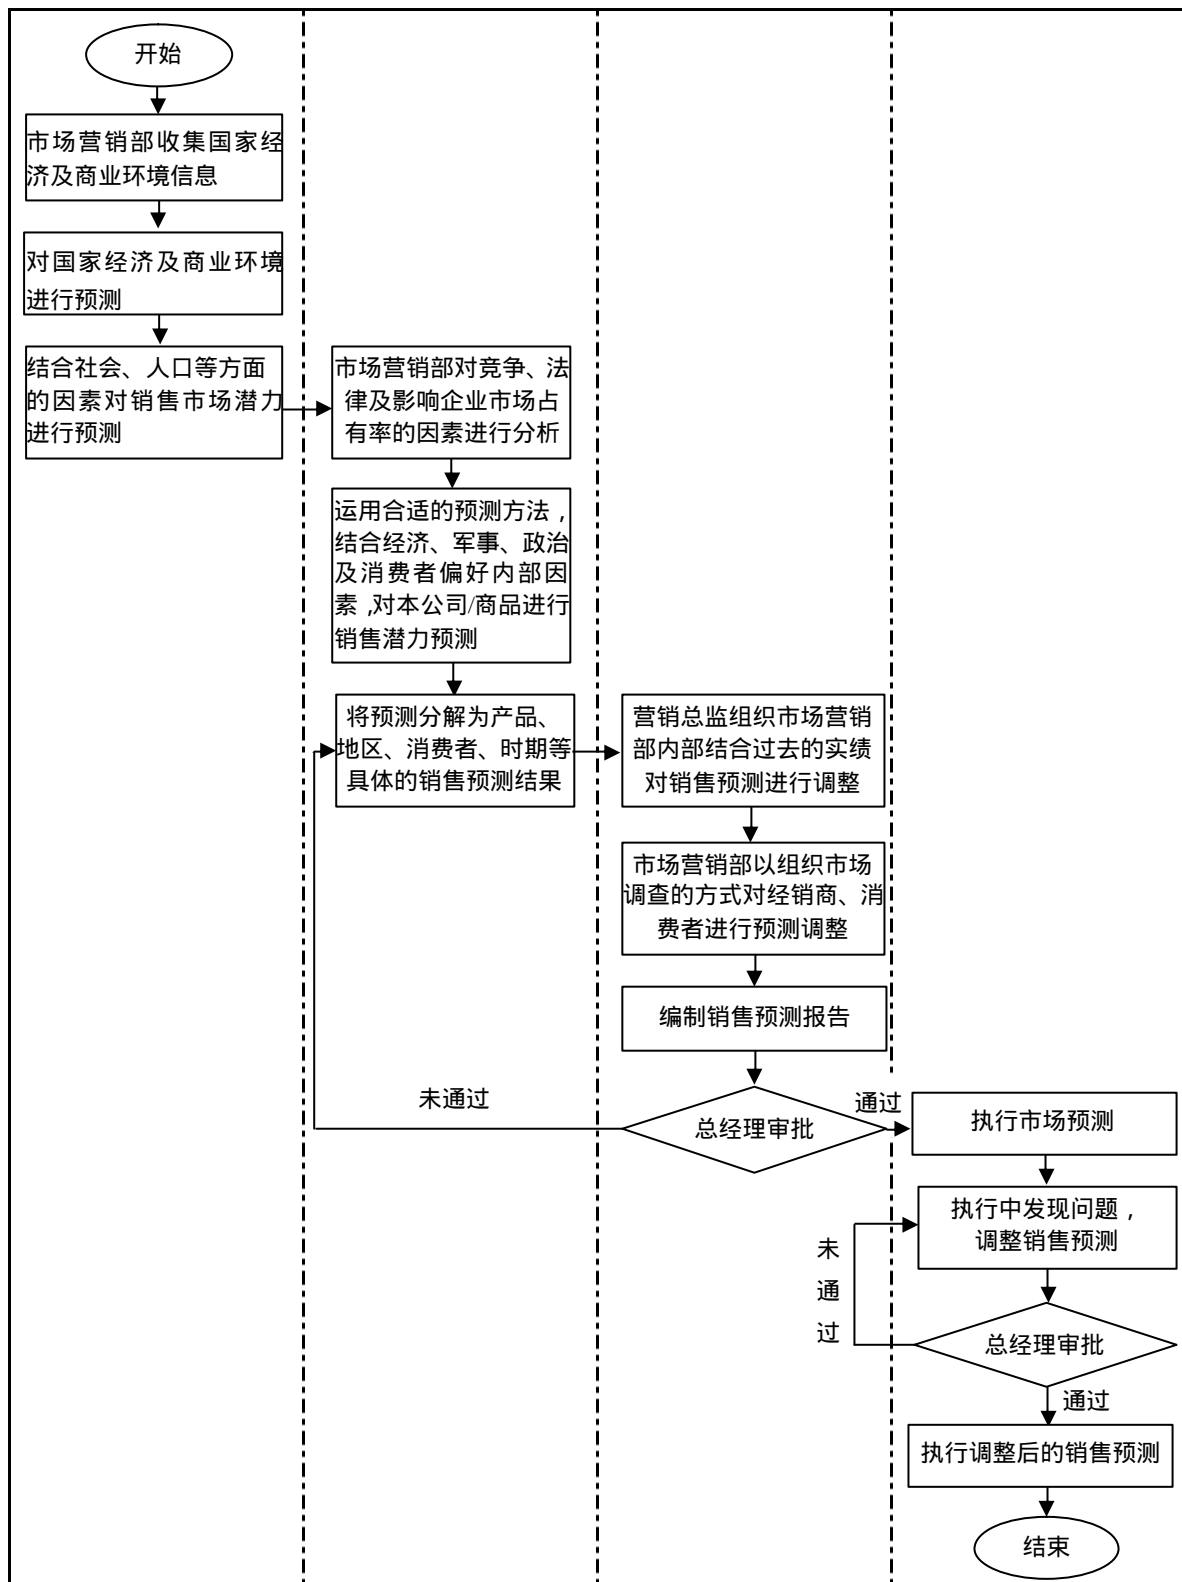 开始
市场营销部收集国家经
济及商业环境信息
对国家经济及商业环境
进行预测
结合社会、人口等方面
的因素对销售市场潜力
进行预测
市场营销部对竞争、法
律及影响企业市场占
有率的因素进行分析
运用合适的预测方法，
结合经济、军事、政治
及消费者偏好内部因
素，对本公司/商品进行
销售潜力预测
将预测分解为产品、
地区、消费者、时期等
具体的销售预测结果
营销总监组织市场营销
部内部结合过去的实绩
对销售预测进行调整
市场营销部以组织市场
调查的方式对经销商、消
费者进行预测调整
编制销售预测报告
总经理审批
未通过
通过
执行市场预测
执行中发现问题，
调整销售预测
未
通
过
总经理审批
通过
执行调整后的销售预测
结束